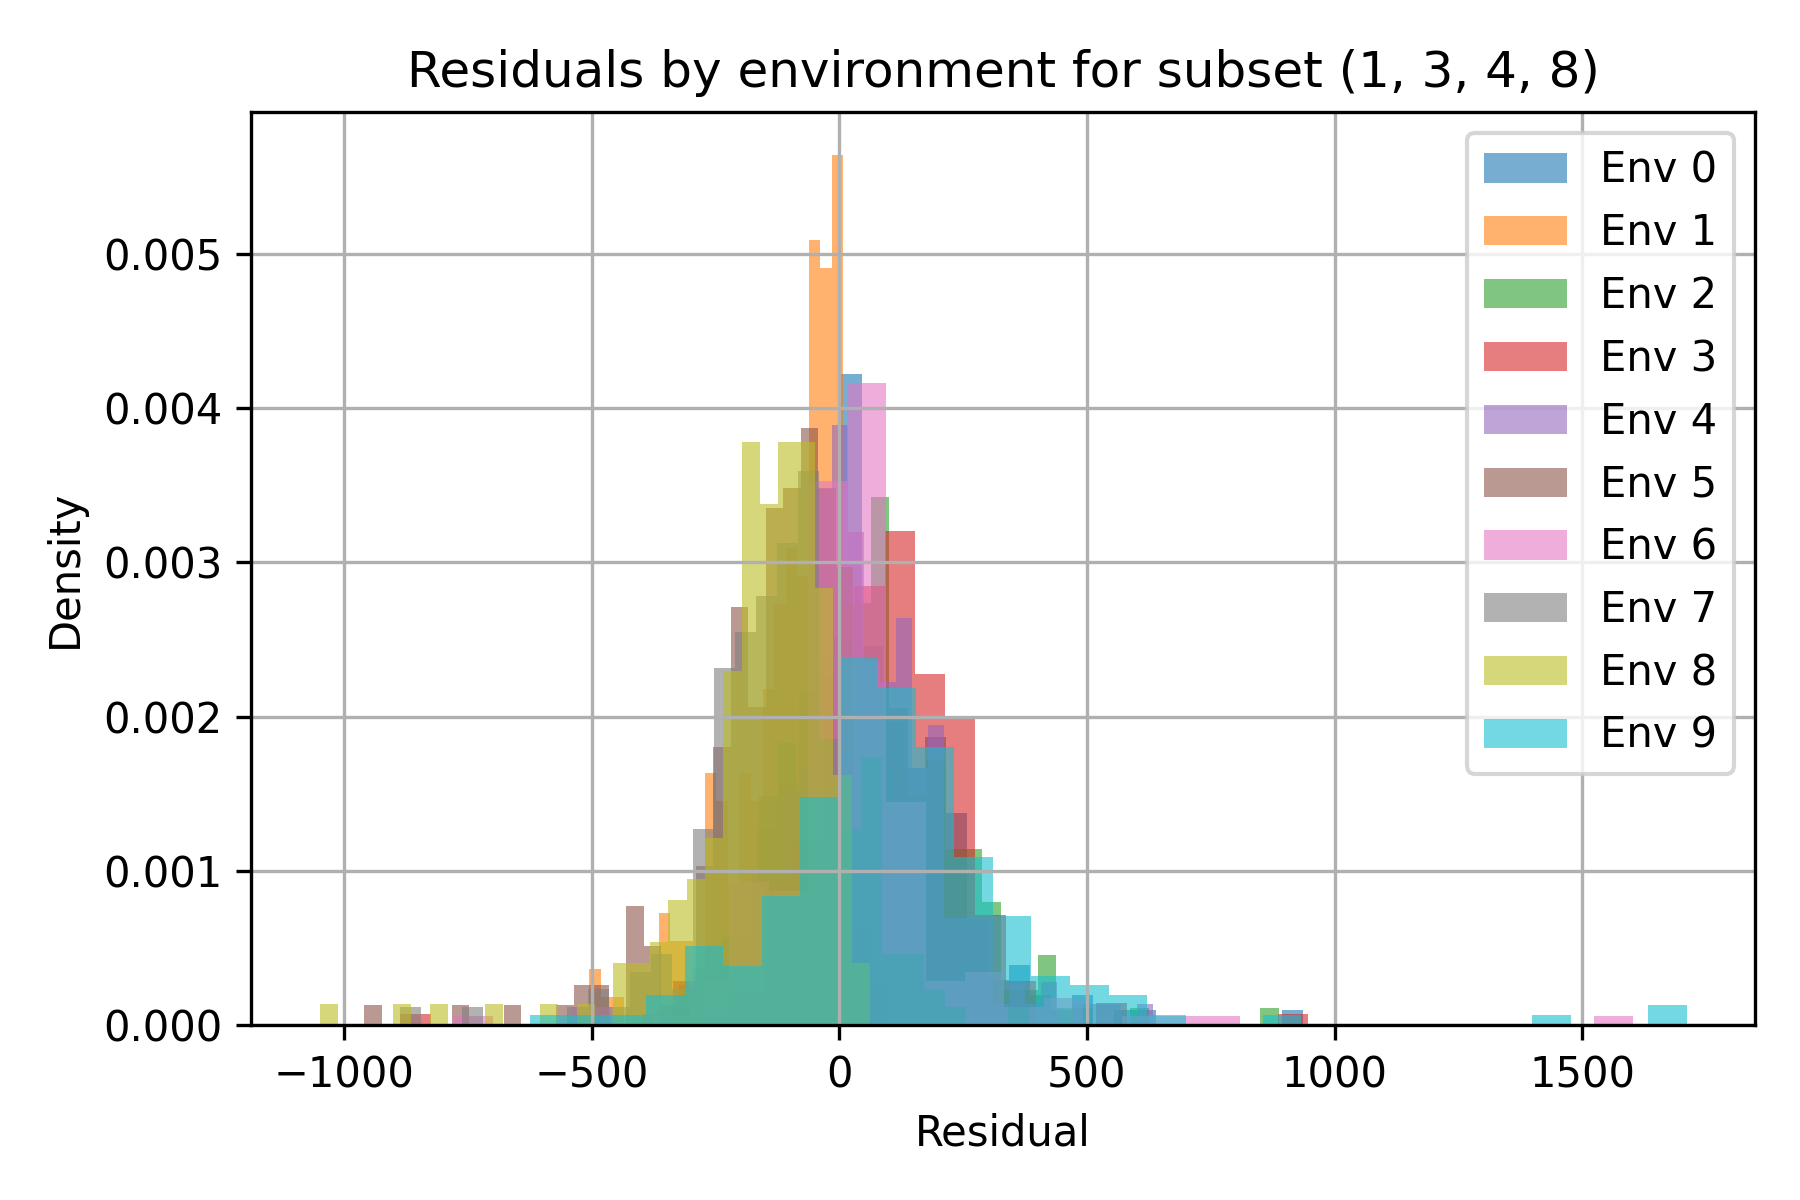 Residuals by environment for subset (1, 3, 4, 8)
Env 0
Env 1
Env 2
Env 3
Env 4
Env 5
Env 6
Env 7
Env 8
Env 9
0.005
0.004
0.003
0.002
0.001
0.000
Density
−1000 −500 0 500 1000 1500
Residual